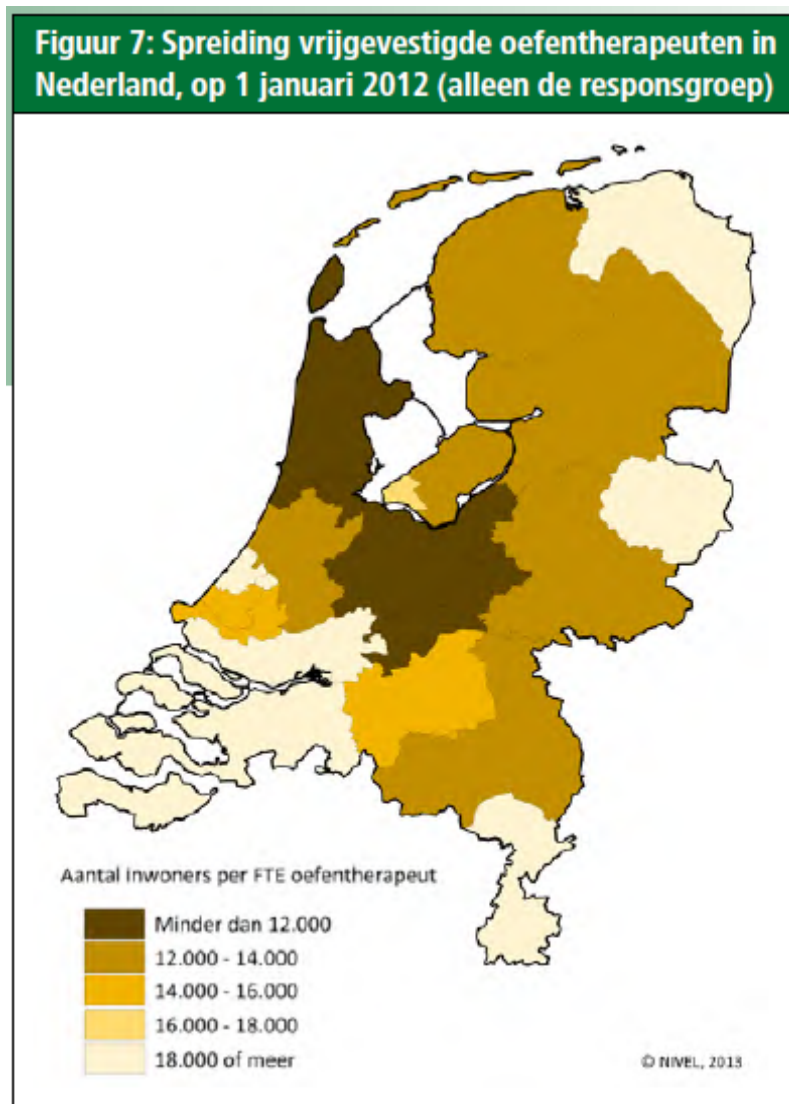 Figuur 7: Spreiding vrijgevestigde oefentherapeuten in
Nederland, op 1 januari 2012 (alleen de responsgroep)
Aantal inwoners per FTE oefentherapeut
Minder dan 12.000
12.000 - 14.000
14.000 - 16.000
16.000 - 18.000
18.000 of meer
© NIVEL, 2013